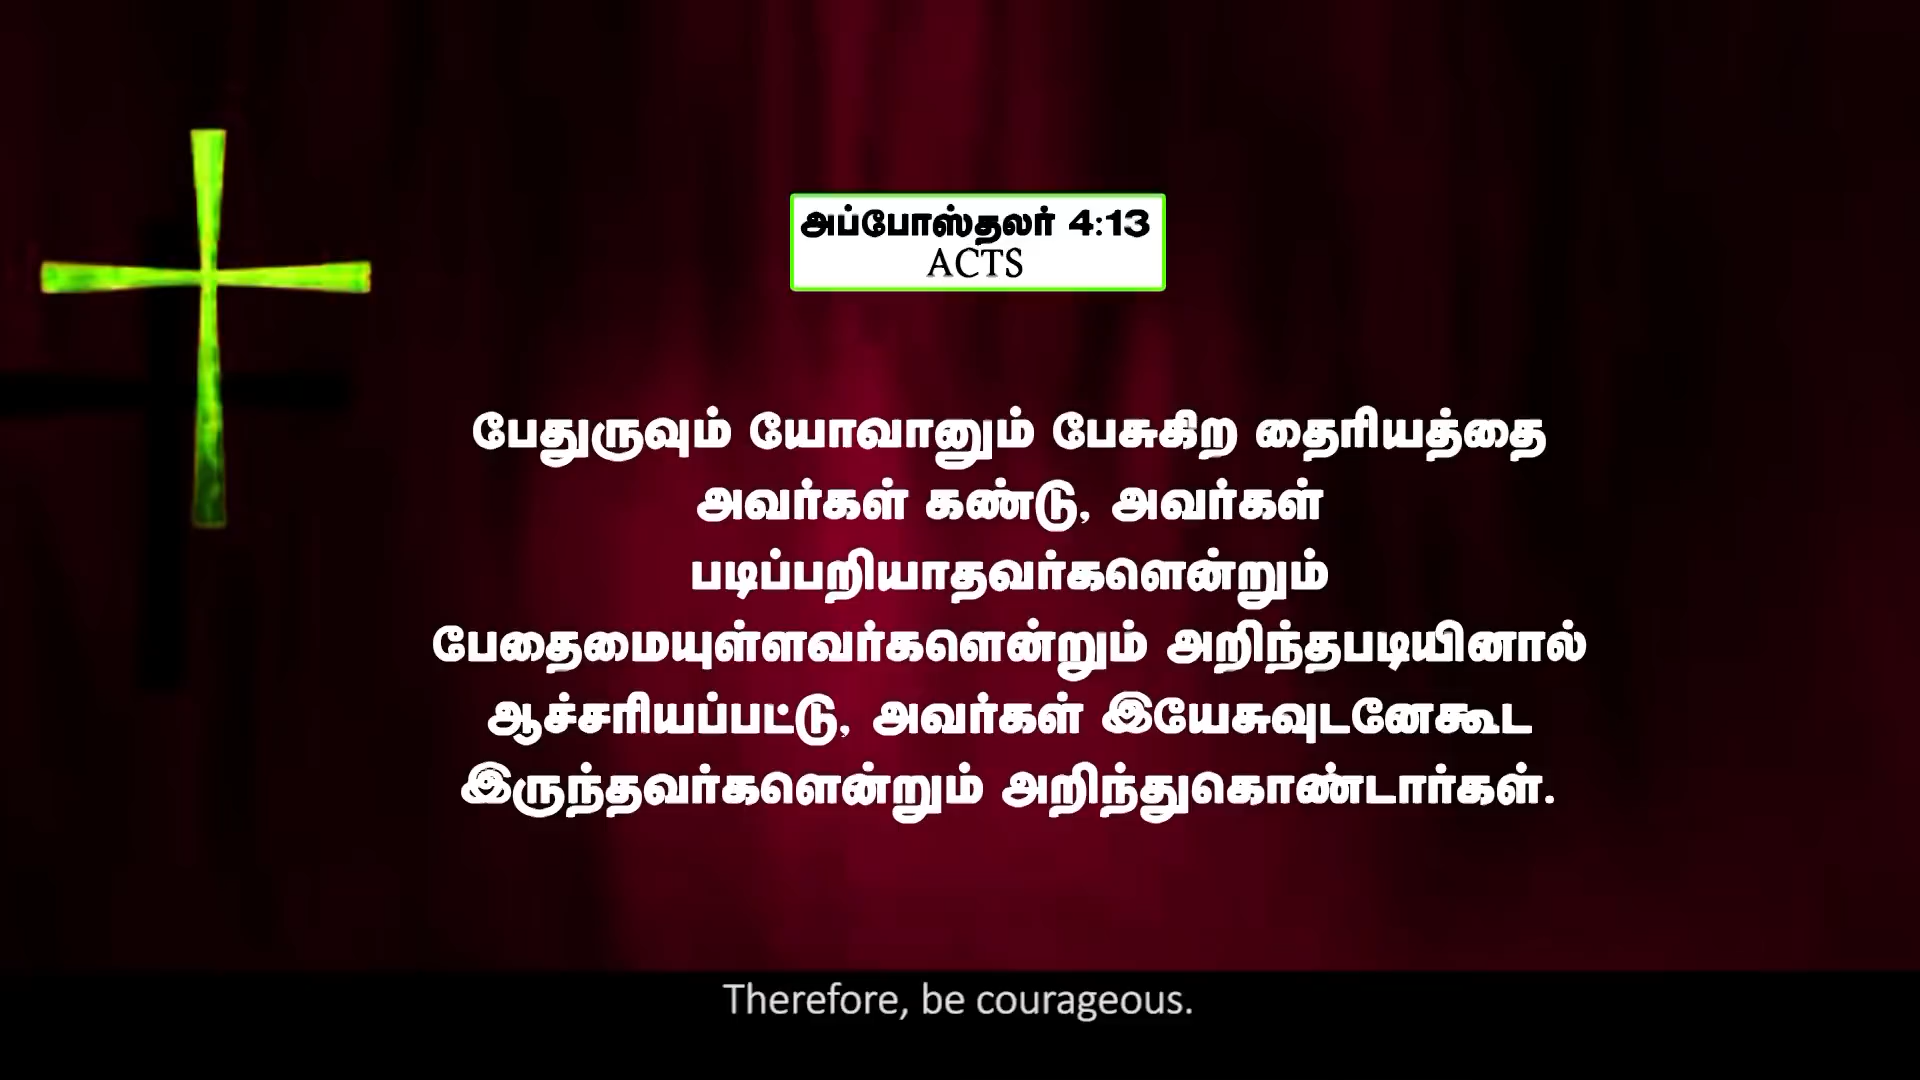 அப்போஸ்தலர் 4:13
ACTS
பேதுருவும் யோவானும் பேசுகிற தைரியத்தை
அவர்கள் கண்டு, அவர்கள்
படிப்பறியாதவர்களென்றும்
பேதைமையுள்ளவர்களென்றும் அறிந்தபடியினால்
ஆச்சரியப்பட்டு, அவர்கள் இயேசுவுடனேகூட
இருந்தவர்களென்றும் அறிந்துகொண்டார்கள்.
Therefore, be courageous.